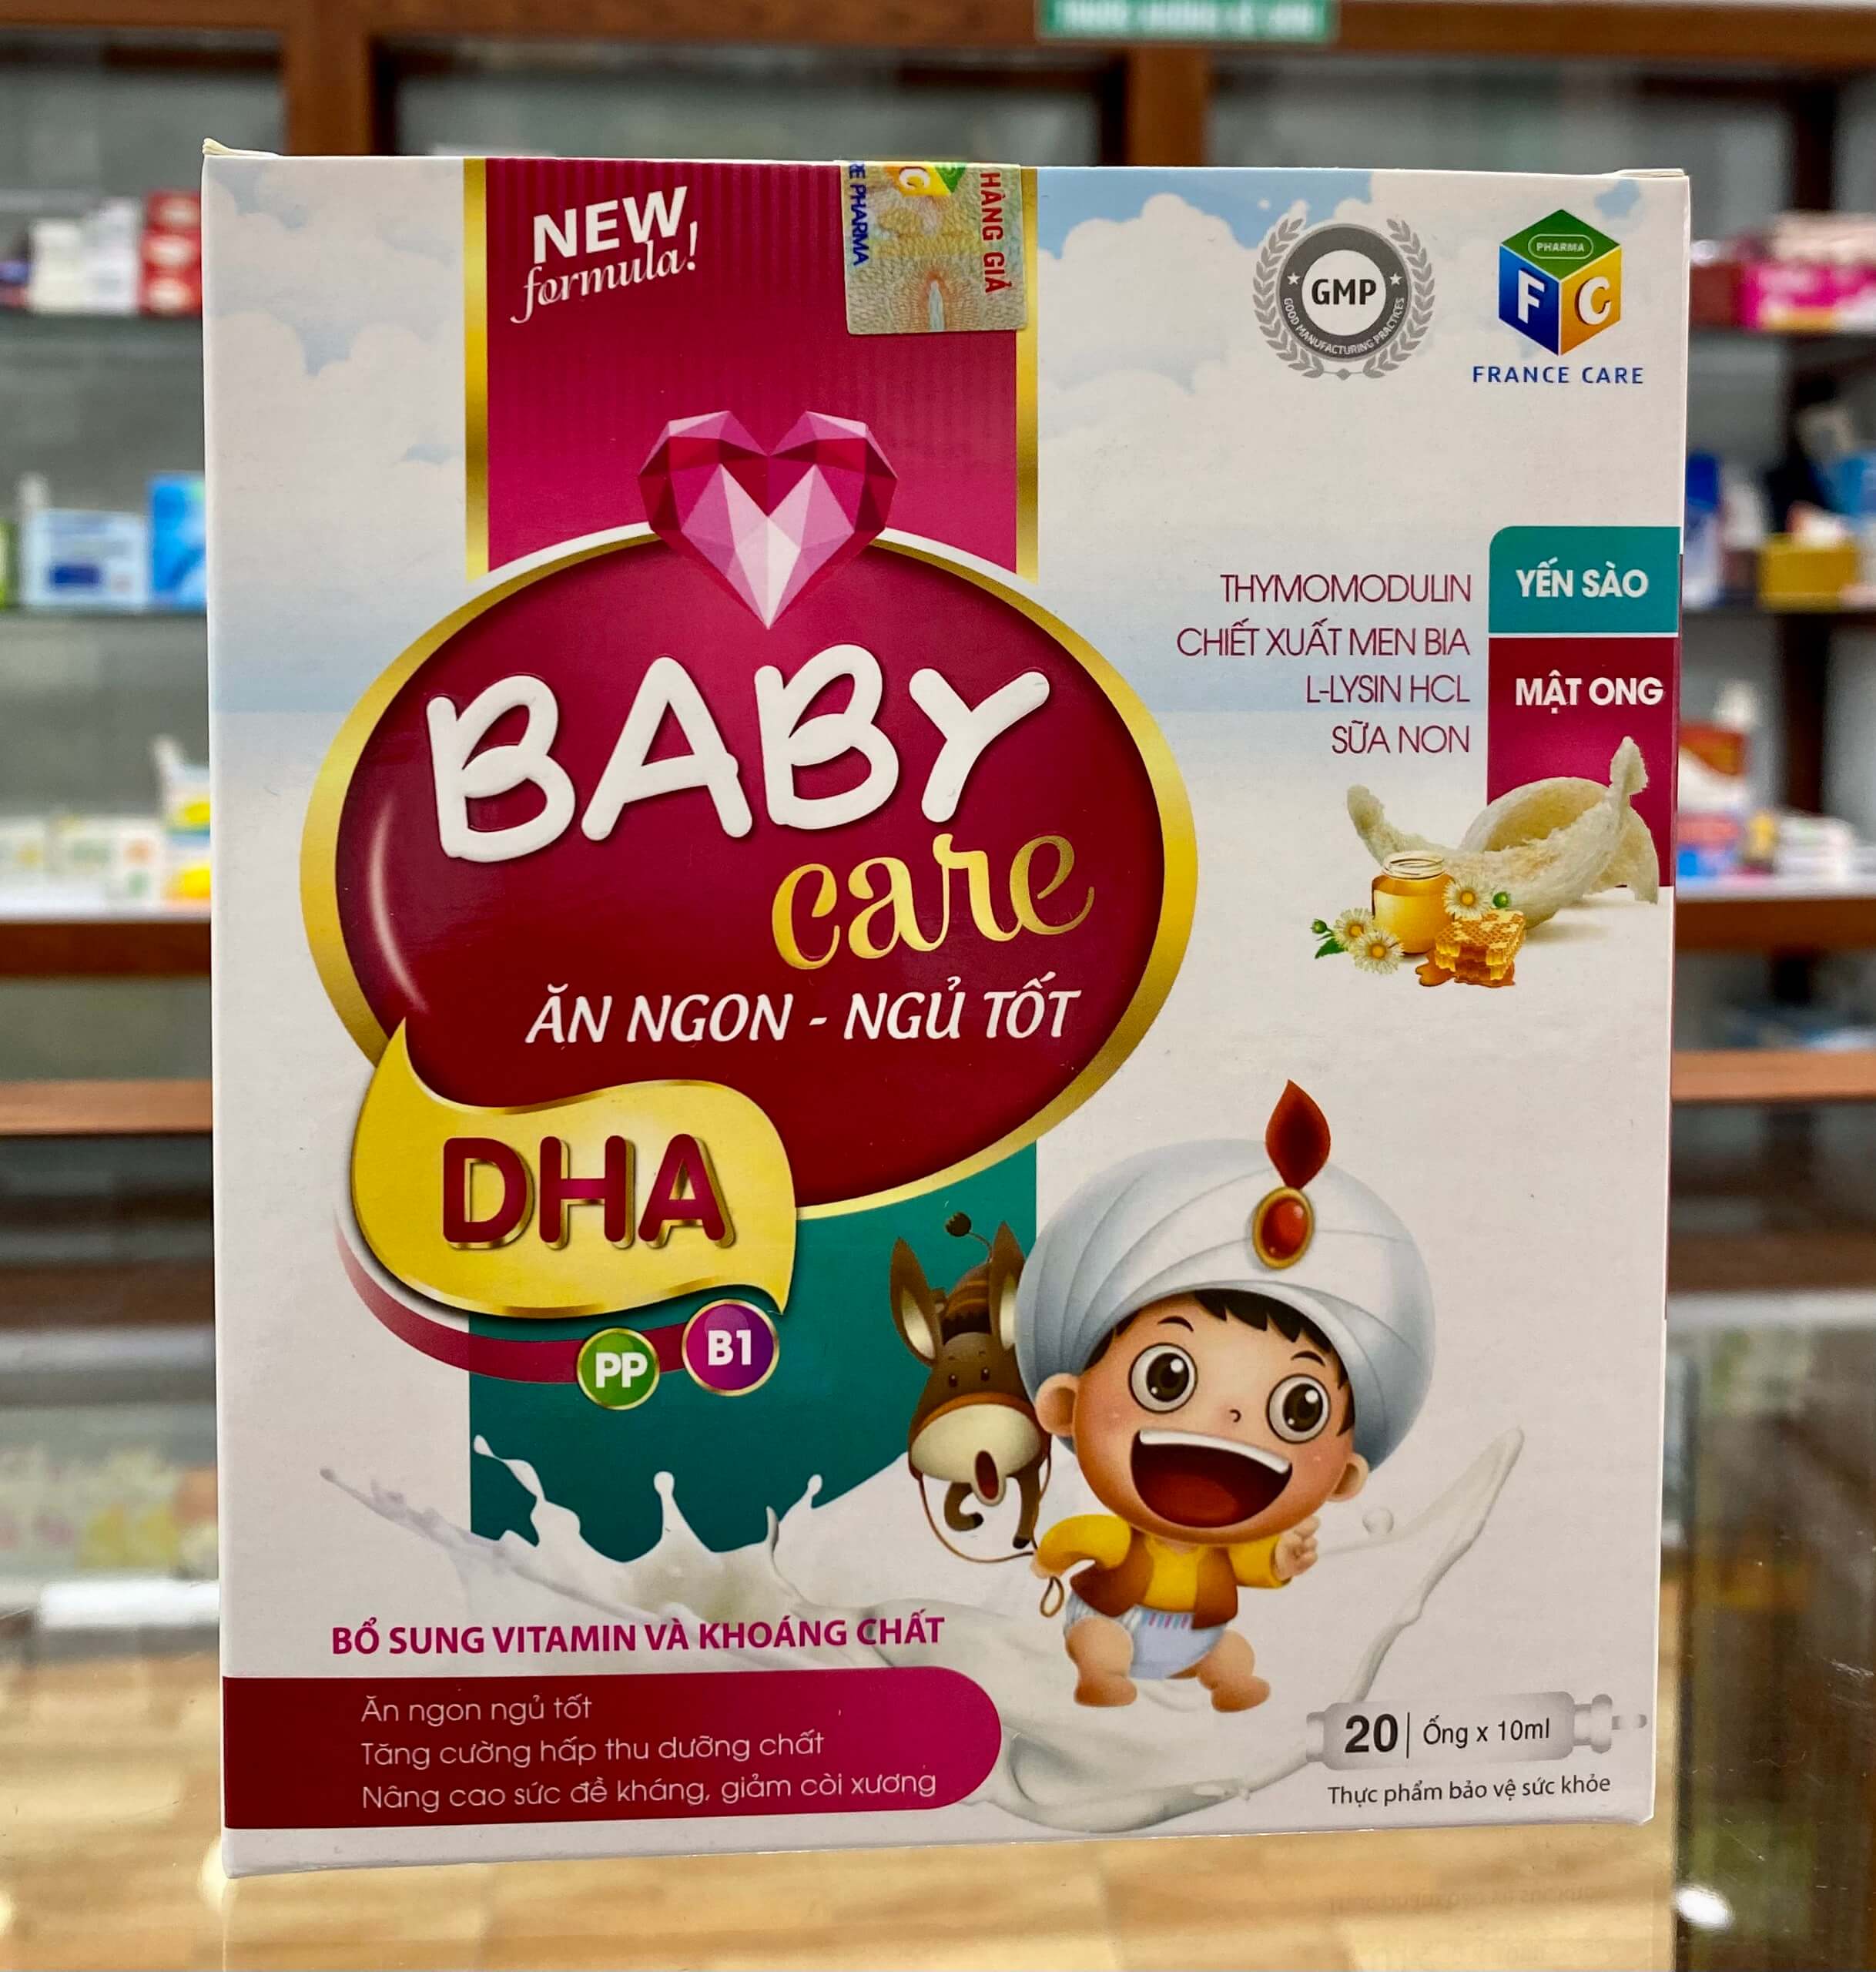 NEW
formula!
RE PHARMA
C
HÀNG GIẢ
GMP
GOOD MANUFACTURING PRACTICES
PHARMA
F C
FRANCE CARE
THYMOMODULIN
CHIẾT XUẤT MEN BIA
L-LYSIN HCL
SỮA NON
YẾN SÀO
MẬT ONG
BABY
care
ĂN NGON - NGỦ TỐT
DHA
PP
B1
BỔ SUNG VITAMIN VÀ KHOÁNG CHẤT
Ăn ngon ngủ tốt
Tăng cường hấp thu dưỡng chất
Nâng cao sức đề kháng, giảm còi xương
20 | Ống x 10ml
Thực phẩm bảo vệ sức khỏe